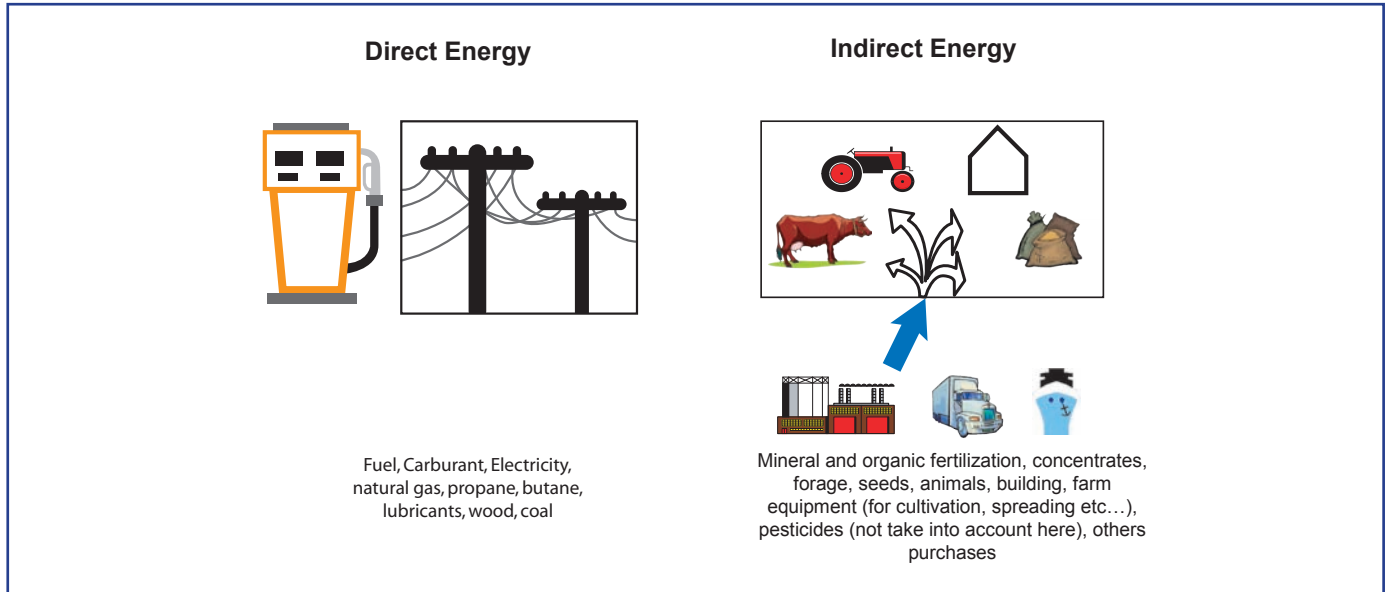 Direct Energy
Indirect Energy
Fuel, Carburant, Electricity,
natural gas, propane, butane,
lubricants, wood, coal
Mineral and organic fertilization, concentrates,
forage, seeds, animals, building, farm
equipment (for cultivation, spreading etc...),
pesticides (not take into account here), others
purchases